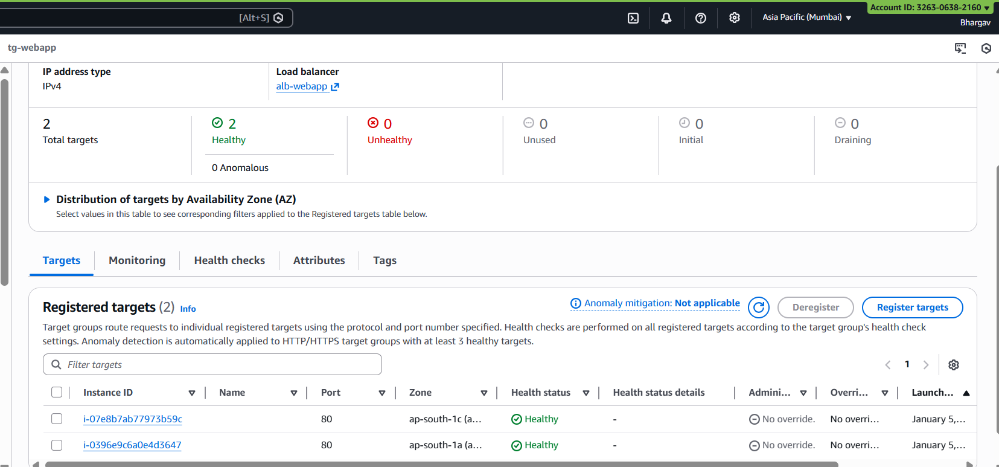 [Alt+S]
Asia Pacific (Mumbai)
Account ID: 3263-0638-2160
Bhargav
tg-webapp
IP address type
IPv4
Load balancer
alb-webapp
2
Total targets
2
Healthy
0 Anomalous
0
Unhealthy
0
Unused
0
Initial
0
Draining
Distribution of targets by Availability Zone (AZ)
Select values in this table to see corresponding filters applied to the Registered targets table below.
Targets Monitoring Health checks Attributes Tags
Registered targets (2) Info
Anomaly mitigation: Not applicable
Deregister
Register targets
Target groups route requests to individual registered targets using the protocol and port number specified. Health checks are performed on all registered targets according to the target group's health check
settings. Anomaly detection is automatically applied to HTTP/HTTPS target groups with at least 3 healthy targets.
Filter targets
1
Instance ID Name Port Zone Health status Health status details Admini... Overri... Launch...
i-07e8b7ab77973b59c 80 ap-south-1c (a... Healthy - No override. No overri... January 5,...
i-0396e9c6a0e4d3647 80 ap-south-1a (a... Healthy - No override. No overri... January 5,...